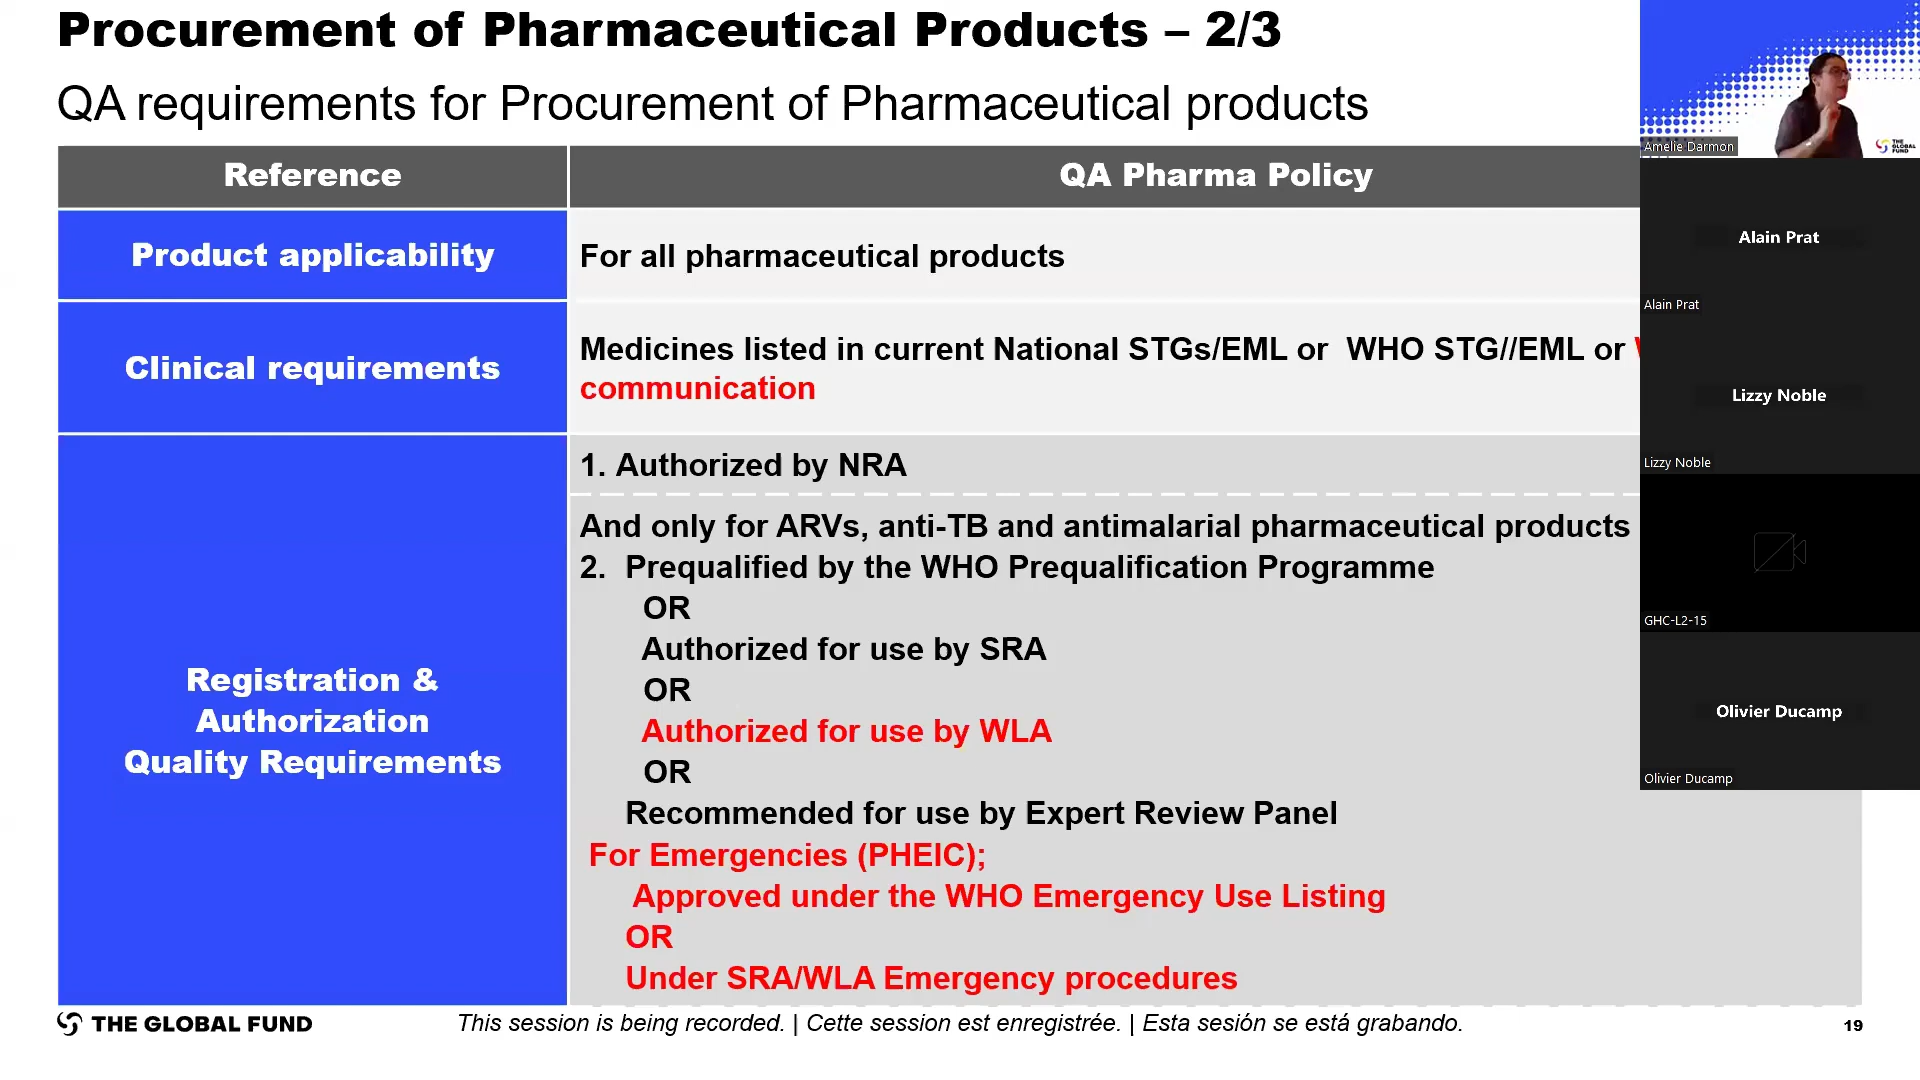 Procurement of Pharmaceutical Products – 2/3
QA requirements for Procurement of Pharmaceutical products
Reference
QA Pharma Policy
Product applicability
For all pharmaceutical products
Clinical requirements
Medicines listed in current National STGs/EML or WHO STG//EML or
communication
Registration &
Authorization
Quality Requirements
1. Authorized by NRA
And only for ARVs, anti-TB and antimalarial pharmaceutical products
2. Prequalified by the WHO Prequalification Programme
OR
Authorized for use by SRA
OR
Authorized for use by WLA
OR
Recommended for use by Expert Review Panel
For Emergencies (PHEIC);
Approved under the WHO Emergency Use Listing
OR
Under SRA/WLA Emergency procedures
THE GLOBAL FUND
This session is being recorded. | Cette session est enregistrée. | Esta sesión se está grabando.
19
Amelie Darmon
THE
GLOBAL
FUND
Alain Prat
Alain Prat
Lizzy Noble
Lizzy Noble
GHC-L2-15
Olivier Ducamp
Olivier Ducamp